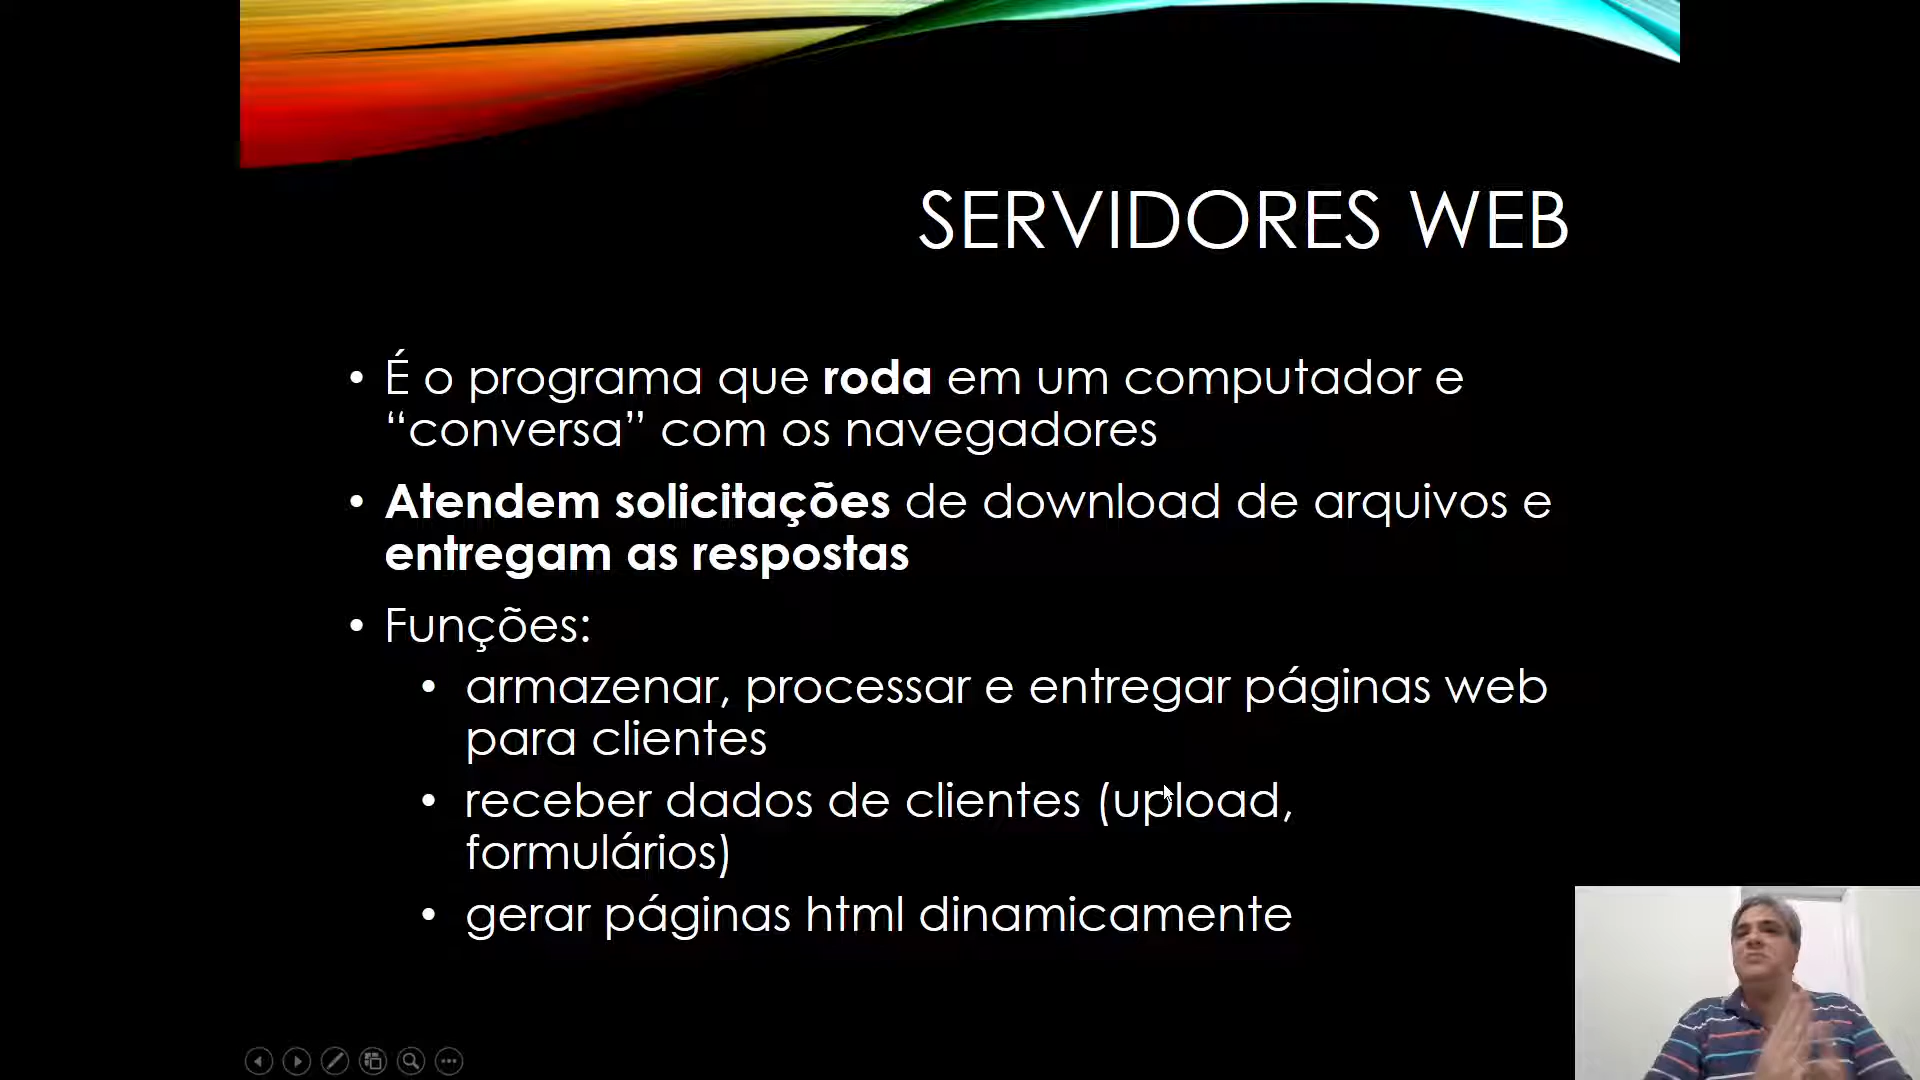 SERVIDORES WEB
• É o programa que roda em um computador e
“conversa” com os navegadores
• Atendem solicitações de download de arquivos e
entregam as respostas
• Funções:
• armazenar, processar e entregar páginas web
para clientes
• receber dados de clientes (upload,
formulários)
• gerar páginas html dinamicamente